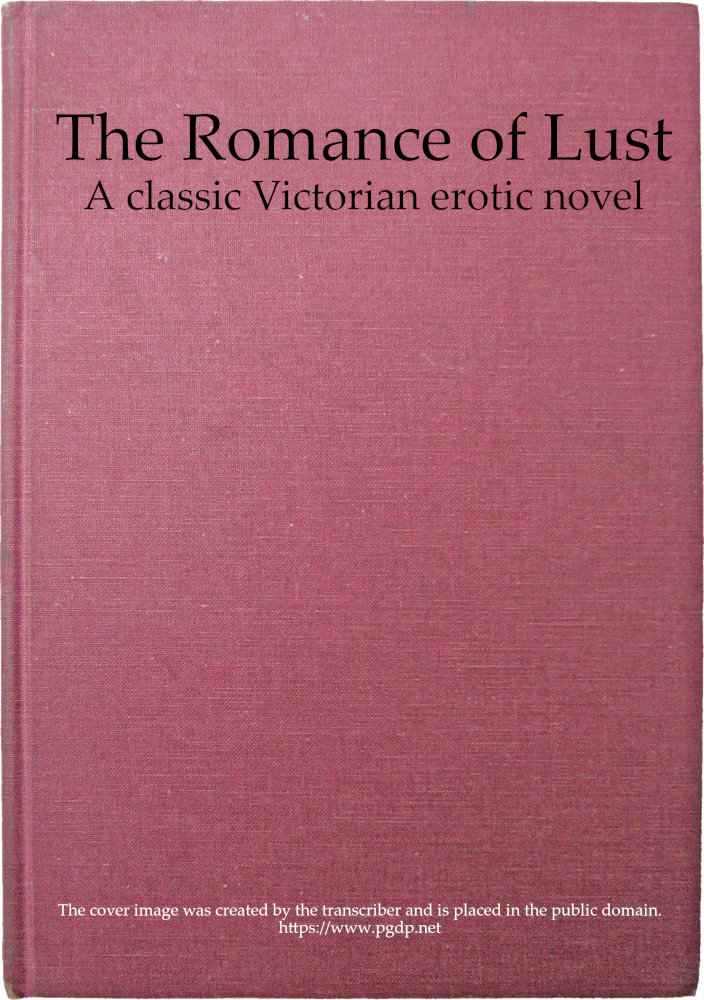 The Romance of Lust
A classic Victorian erotic novel
The cover image was created by the transcriber and is placed in the public domain.
https://www.pgdp.net